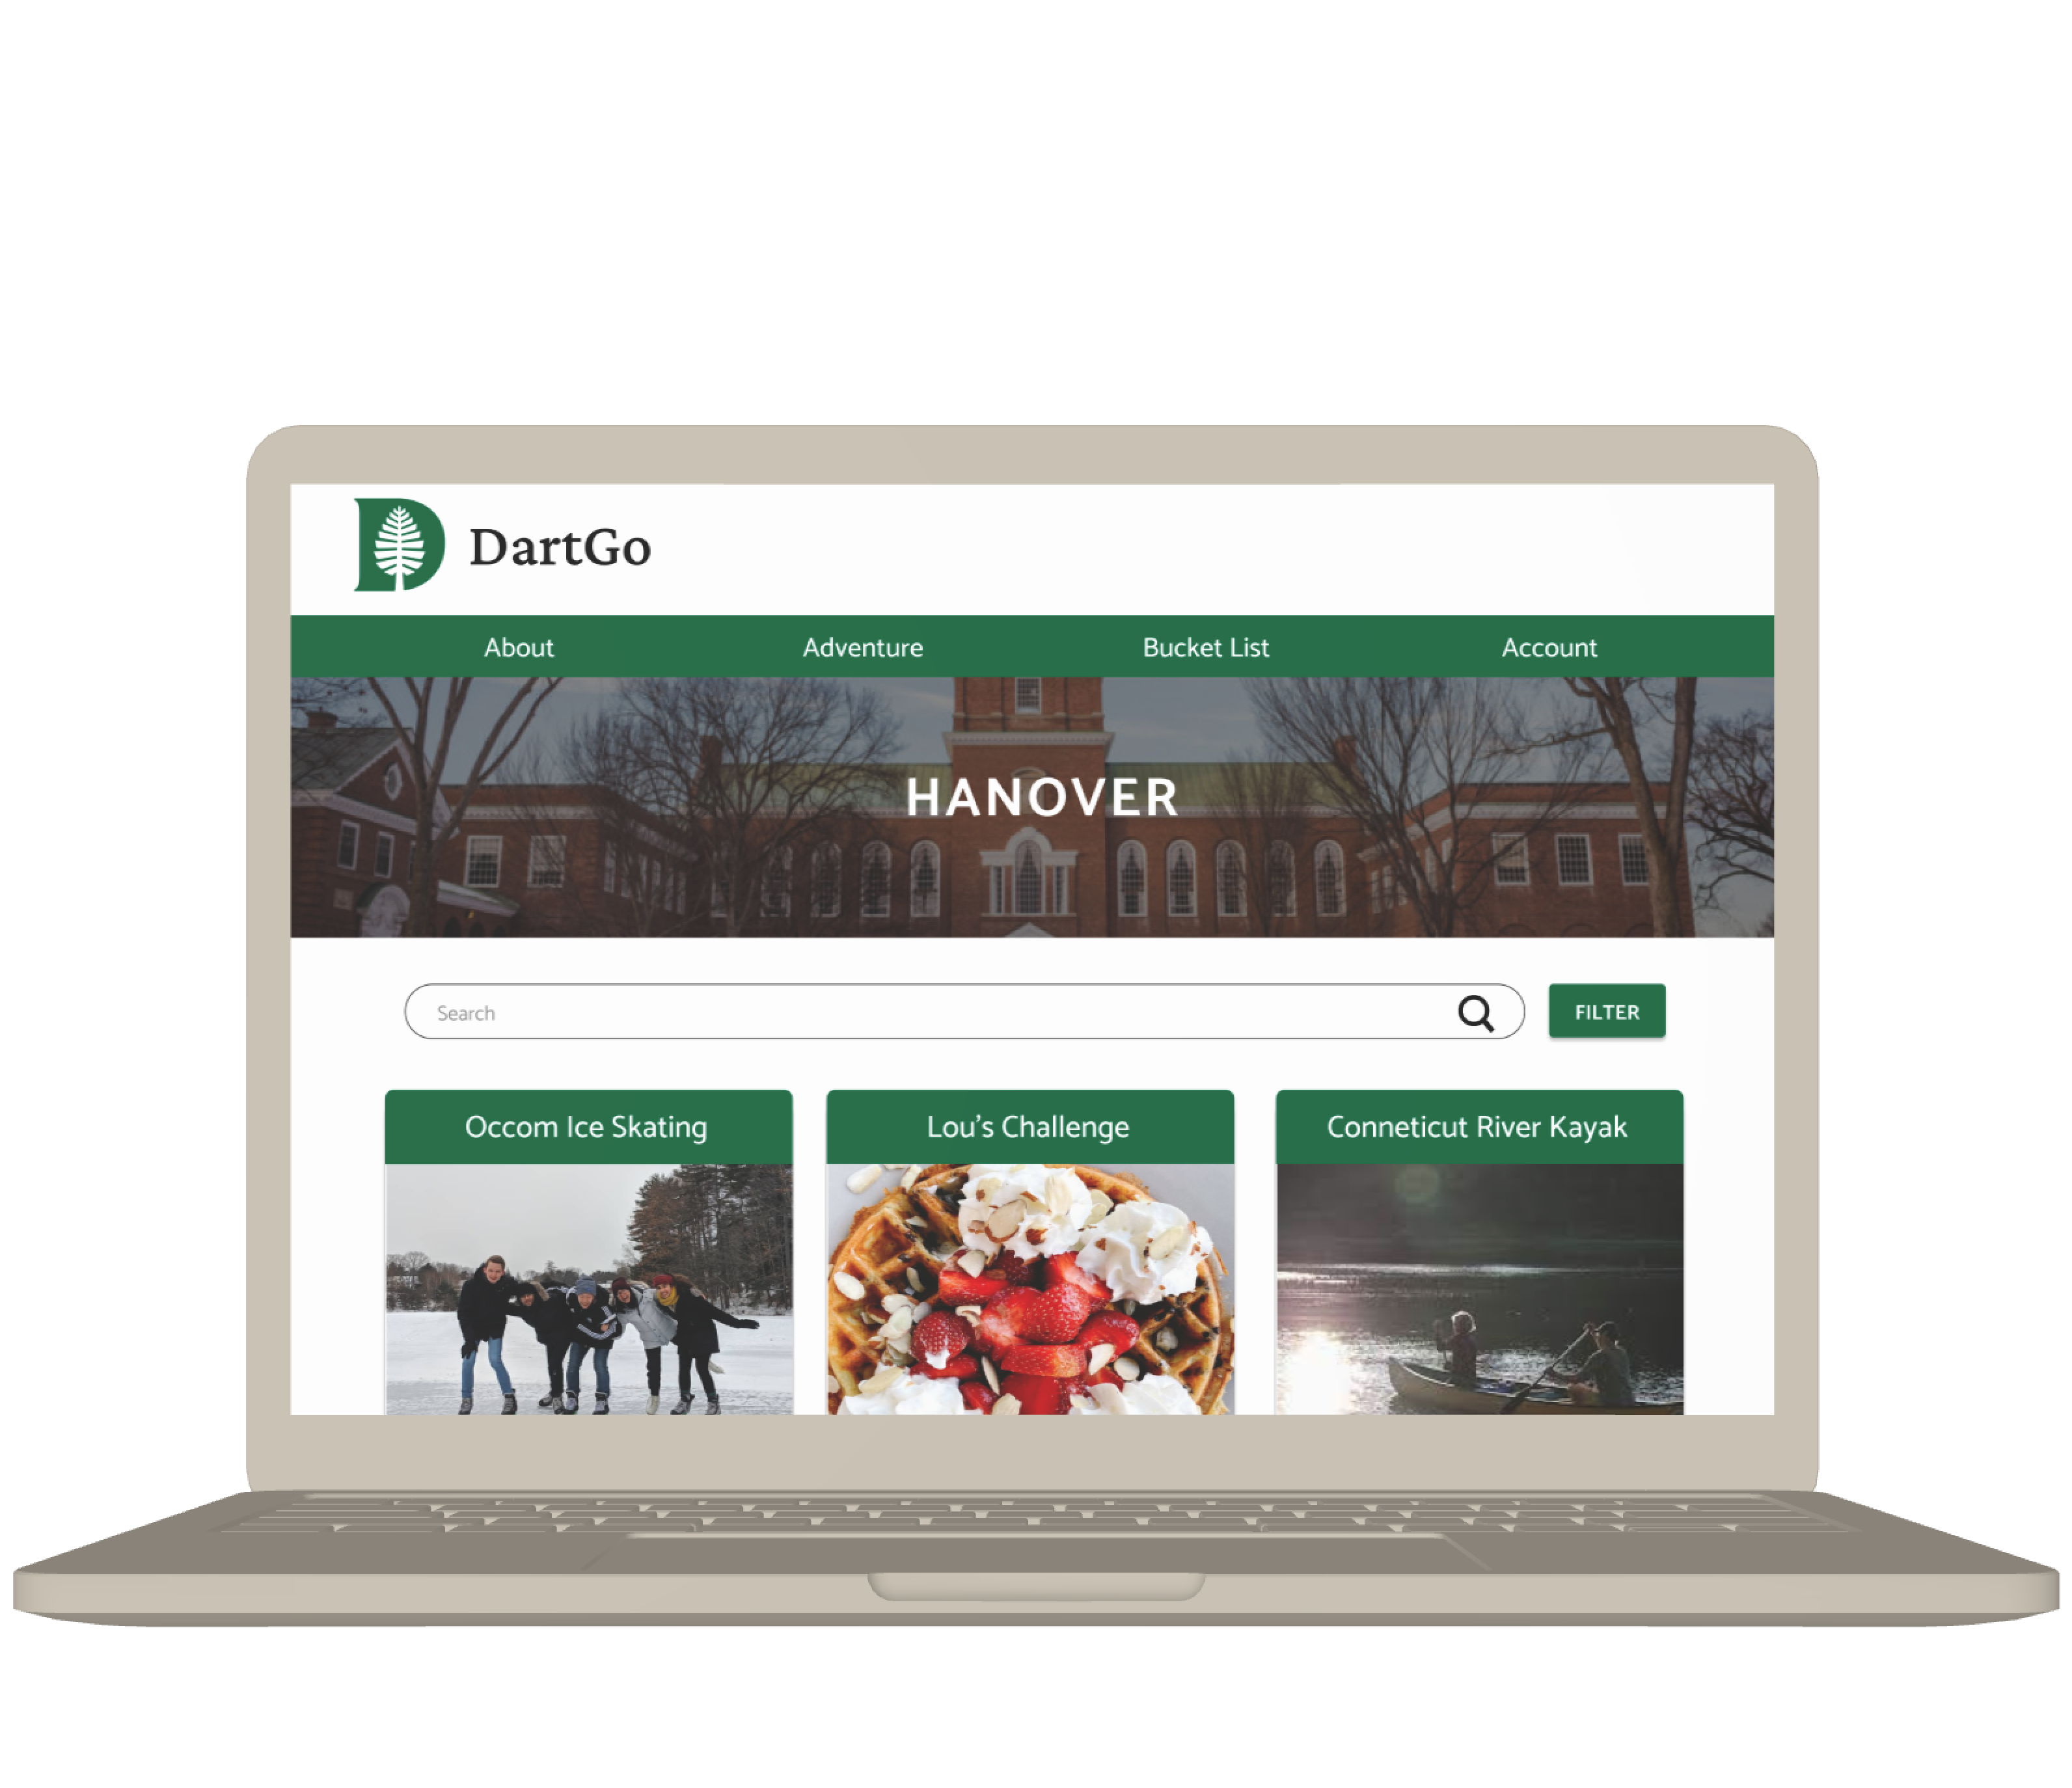 DartGo
About Adventure Bucket List Account
HANOVER
Search FILTER
Occom Ice Skating Lou's Challenge Conneticut River Kayak